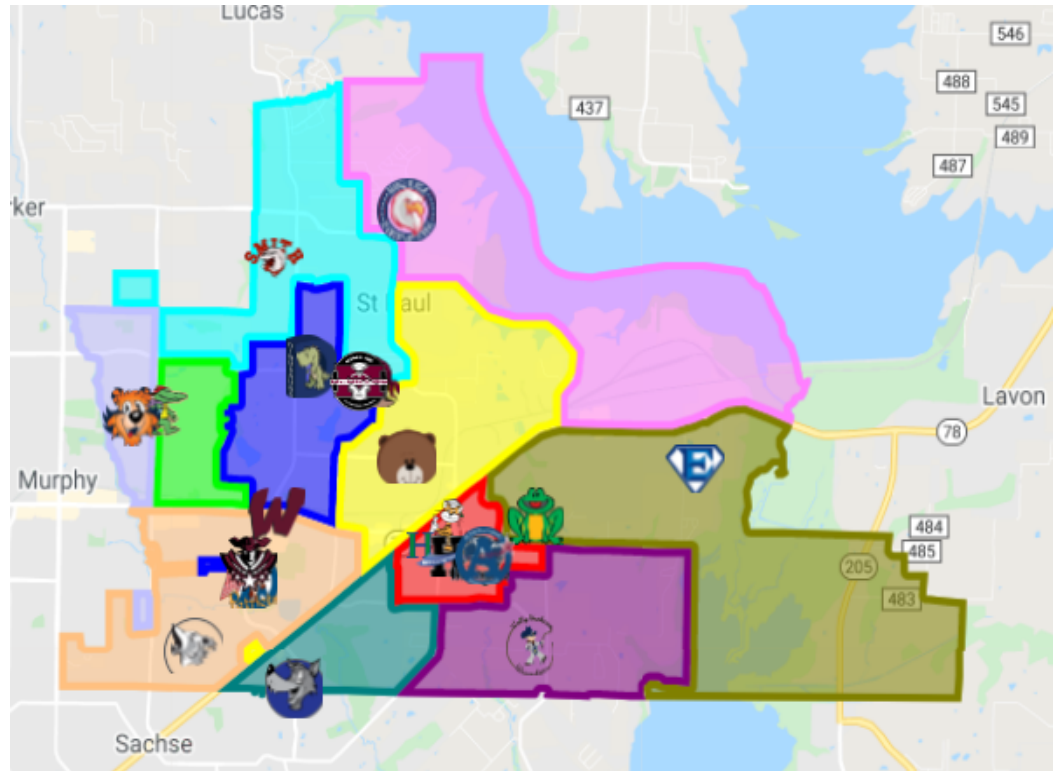 Lucas
546
488
437
545
489
487
rker
SMITH
St Paul
Lavon
78
Murphy
W
E
H
484
485
205
483
Sachse